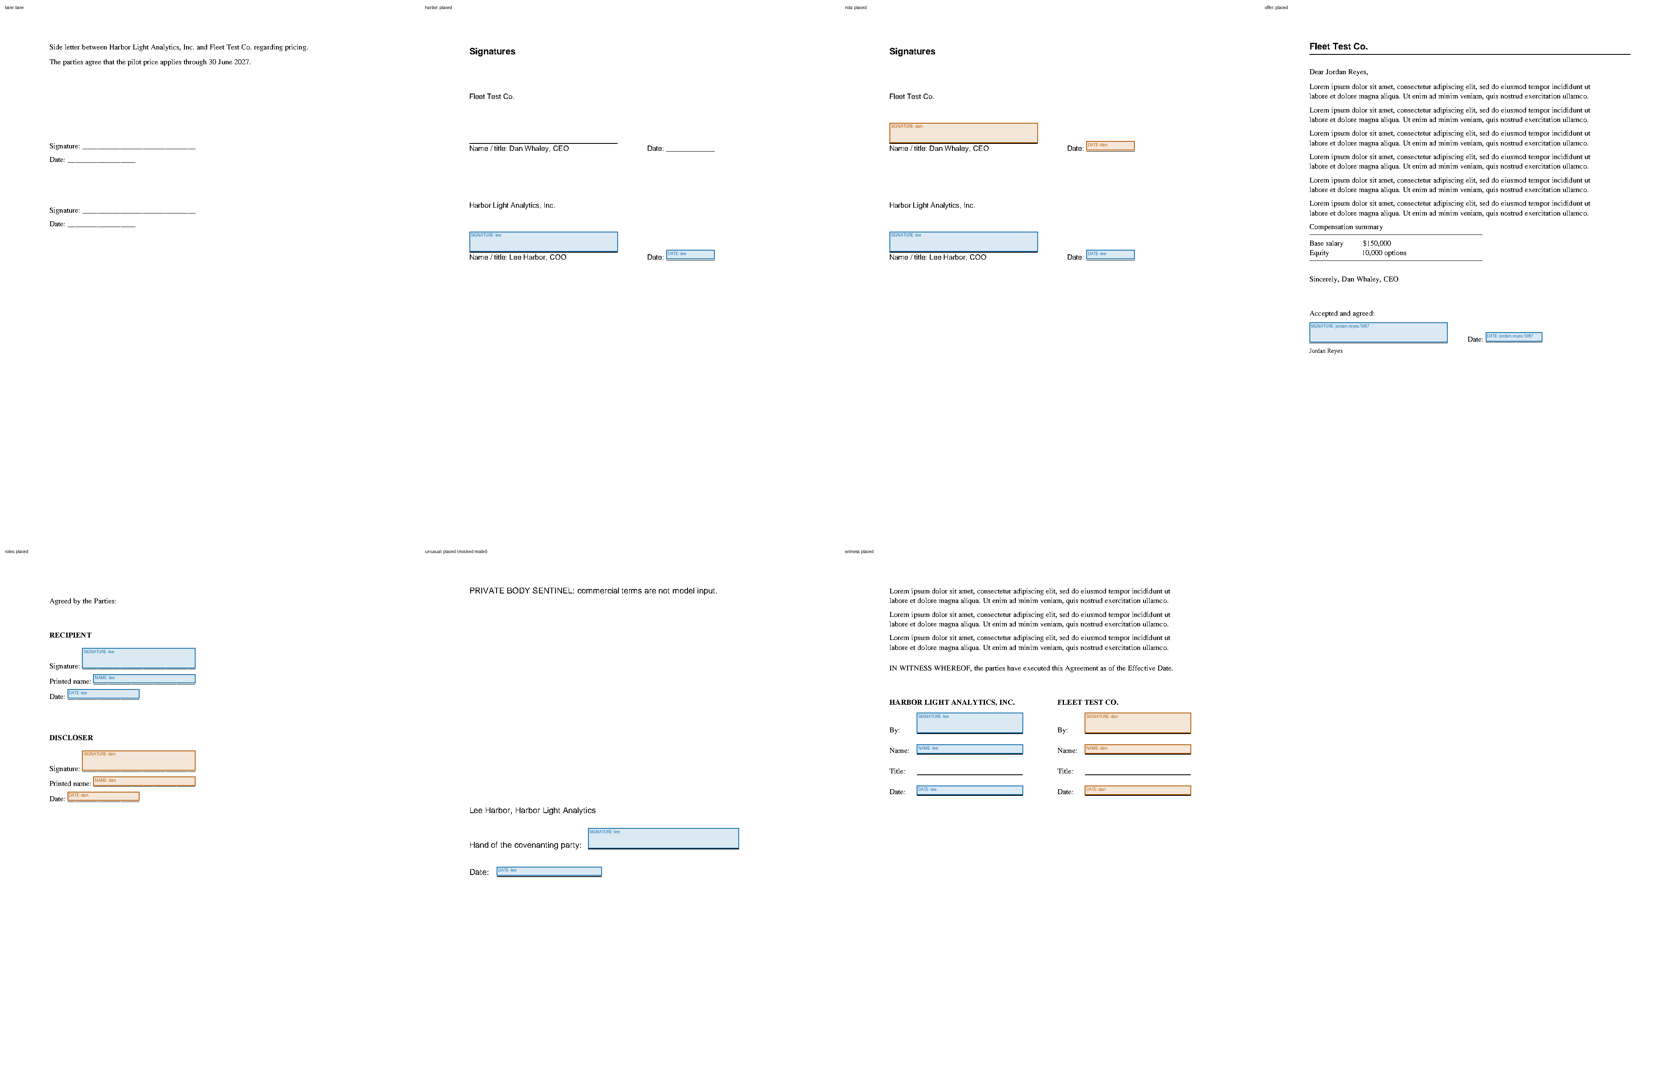 bare bare
Side letter between Harbor Light Analytics, Inc. and Fleet Test Co. regarding pricing.
The parties agree that the pilot price applies through 30 June 2027.
Signature:
Date:
Signature:
Date:
harbor placed
Signatures
Fleet Test Co.
Name / title: Dan Whaley, CEO
Date:
Harbor Light Analytics, Inc.
SIGNATURE· lee
Name / title: Lee Harbor, COO
Date: DATE· lee
nda: placed
Signatures
Fleet Test Co.
SIGNATURE· dam
Name / title: Dan Whaley, CEO
Date: DATE· dam
Harbor Light Analytics, Inc.
SIGNATURE· lee
Name / title: Lee Harbor, COO
Date: DATE· lee
offer: placed
Fleet Test Co.
Dear Jordan Reyes,
Lorem ipsum dolor sit amet, consectetur adipiscing elit, sed do eiusmod tempor incididunt ut
labore et dolore magna aliqua. Ut enim ad minim veniam, quis nostrud exercitation ullamco.
Lorem ipsum dolor sit amet, consectetur adipiscing elit, sed do eiusmod tempor incididunt ut
labore et dolore magna aliqua. Ut enim ad minim veniam, quis nostrud exercitation ullamco.
Lorem ipsum dolor sit amet, consectetur adipiscing elit, sed do eiusmod tempor incididunt ut
labore et dolore magna aliqua. Ut enim ad minim veniam, quis nostrud exercitation ullamco.
Lorem ipsum dolor sit amet, consectetur adipiscing elit, sed do eiusmod tempor incididunt ut
labore et dolore magna aliqua. Ut enim ad minim veniam, quis nostrud exercitation ullamco.
Lorem ipsum dolor sit amet, consectetur adipiscing elit, sed do eiusmod tempor incididunt ut
labore et dolore magna aliqua. Ut enim ad minim veniam, quis nostrud exercitation ullamco.
Lorem ipsum dolor sit amet, consectetur adipiscing elit, sed do eiusmod tempor incididunt ut
labore et dolore magna aliqua. Ut enim ad minim veniam, quis nostrud exercitation ullamco.
Compensation summary
Base salary $150,000
Equity 10,000 options
Sincerely, Dan Whaley, CEO
Accepted and agreed:
SIGNATURE· jordan.reyes
Date: DATE· jordan.reyes
Jordan Reyes
roles placed
Agreed by the Parties:
RECIPIENT
Signature: SIGNATURE· lee
Printed name: NAME· lee
Date: DATE· lee
DISCLOSER
Signature: SIGNATURE· dam
Printed name: NAME· dam
Date: DATE· dam
unusual: placed (masked model)
PRIVATE BODY SENTINEL: commercial terms are not model input.
Lee Harbor, Harbor Light Analytics
Hand of the covenanting party: SIGNATURE· lee
Date: DATE· lee
witness placed
Lorem ipsum dolor sit amet, consectetur adipiscing elit, sed do eiusmod tempor incididunt ut
labore et dolore magna aliqua. Ut enim ad minim veniam, quis nostrud exercitation ullamco.
Lorem ipsum dolor sit amet, consectetur adipiscing elit, sed do eiusmod tempor incididunt ut
labore et dolore magna aliqua. Ut enim ad minim veniam, quis nostrud exercitation ullamco.
Lorem ipsum dolor sit amet, consectetur adipiscing elit, sed do eiusmod tempor incididunt ut
labore et dolore magna aliqua. Ut enim ad minim veniam, quis nostrud exercitation ullamco.
IN WITNESS WHEREOF, the parties have executed this Agreement as of the Effective Date.
HARBOR LIGHT ANALYTICS, INC.
By: SIGNATURE· lee
Name: NAME· lee
Title:
Date: DATE· lee
FLEET TEST CO.
By: SIGNATURE· dam
Name: NAME· dam
Title:
Date: DATE· dam